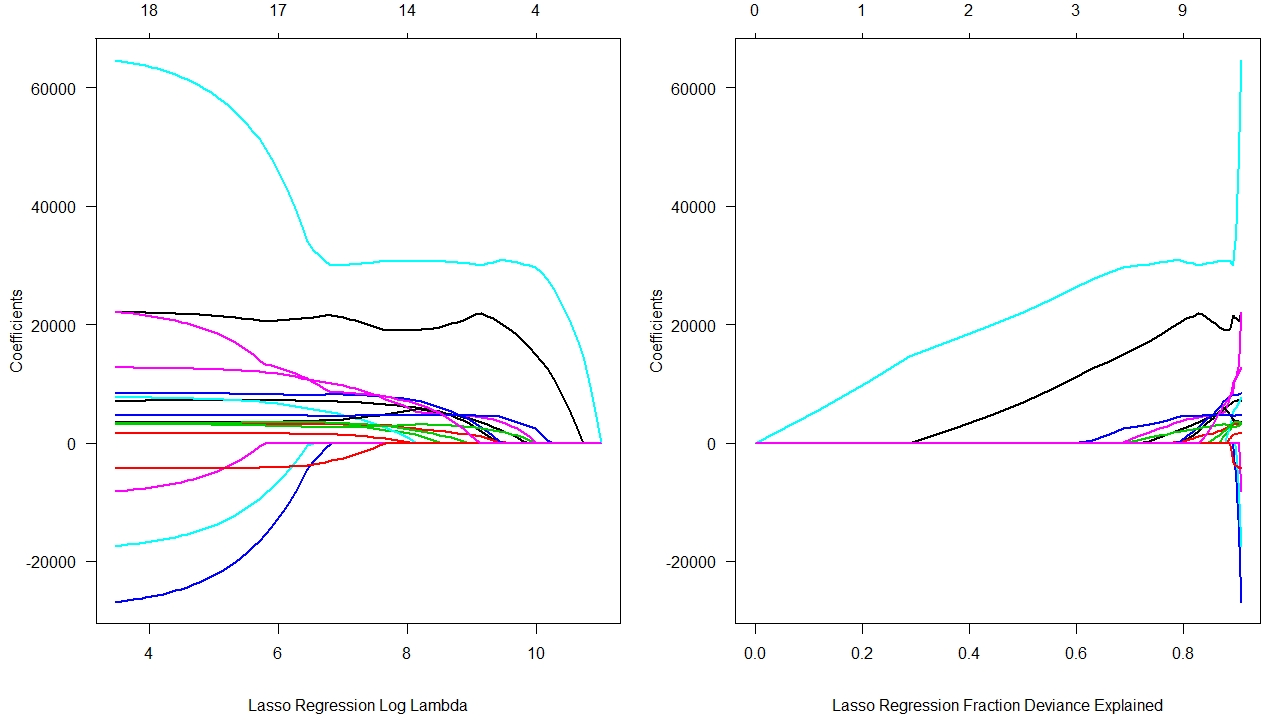 18 17 14 4
60000
40000
20000
0
-20000
Coefficients
4 6 8 10
Lasso Regression Log Lambda
0 1 2 3 9
60000
40000
20000
0
-20000
Coefficients
0.0 0.2 0.4 0.6 0.8
Lasso Regression Fraction Deviance Explained